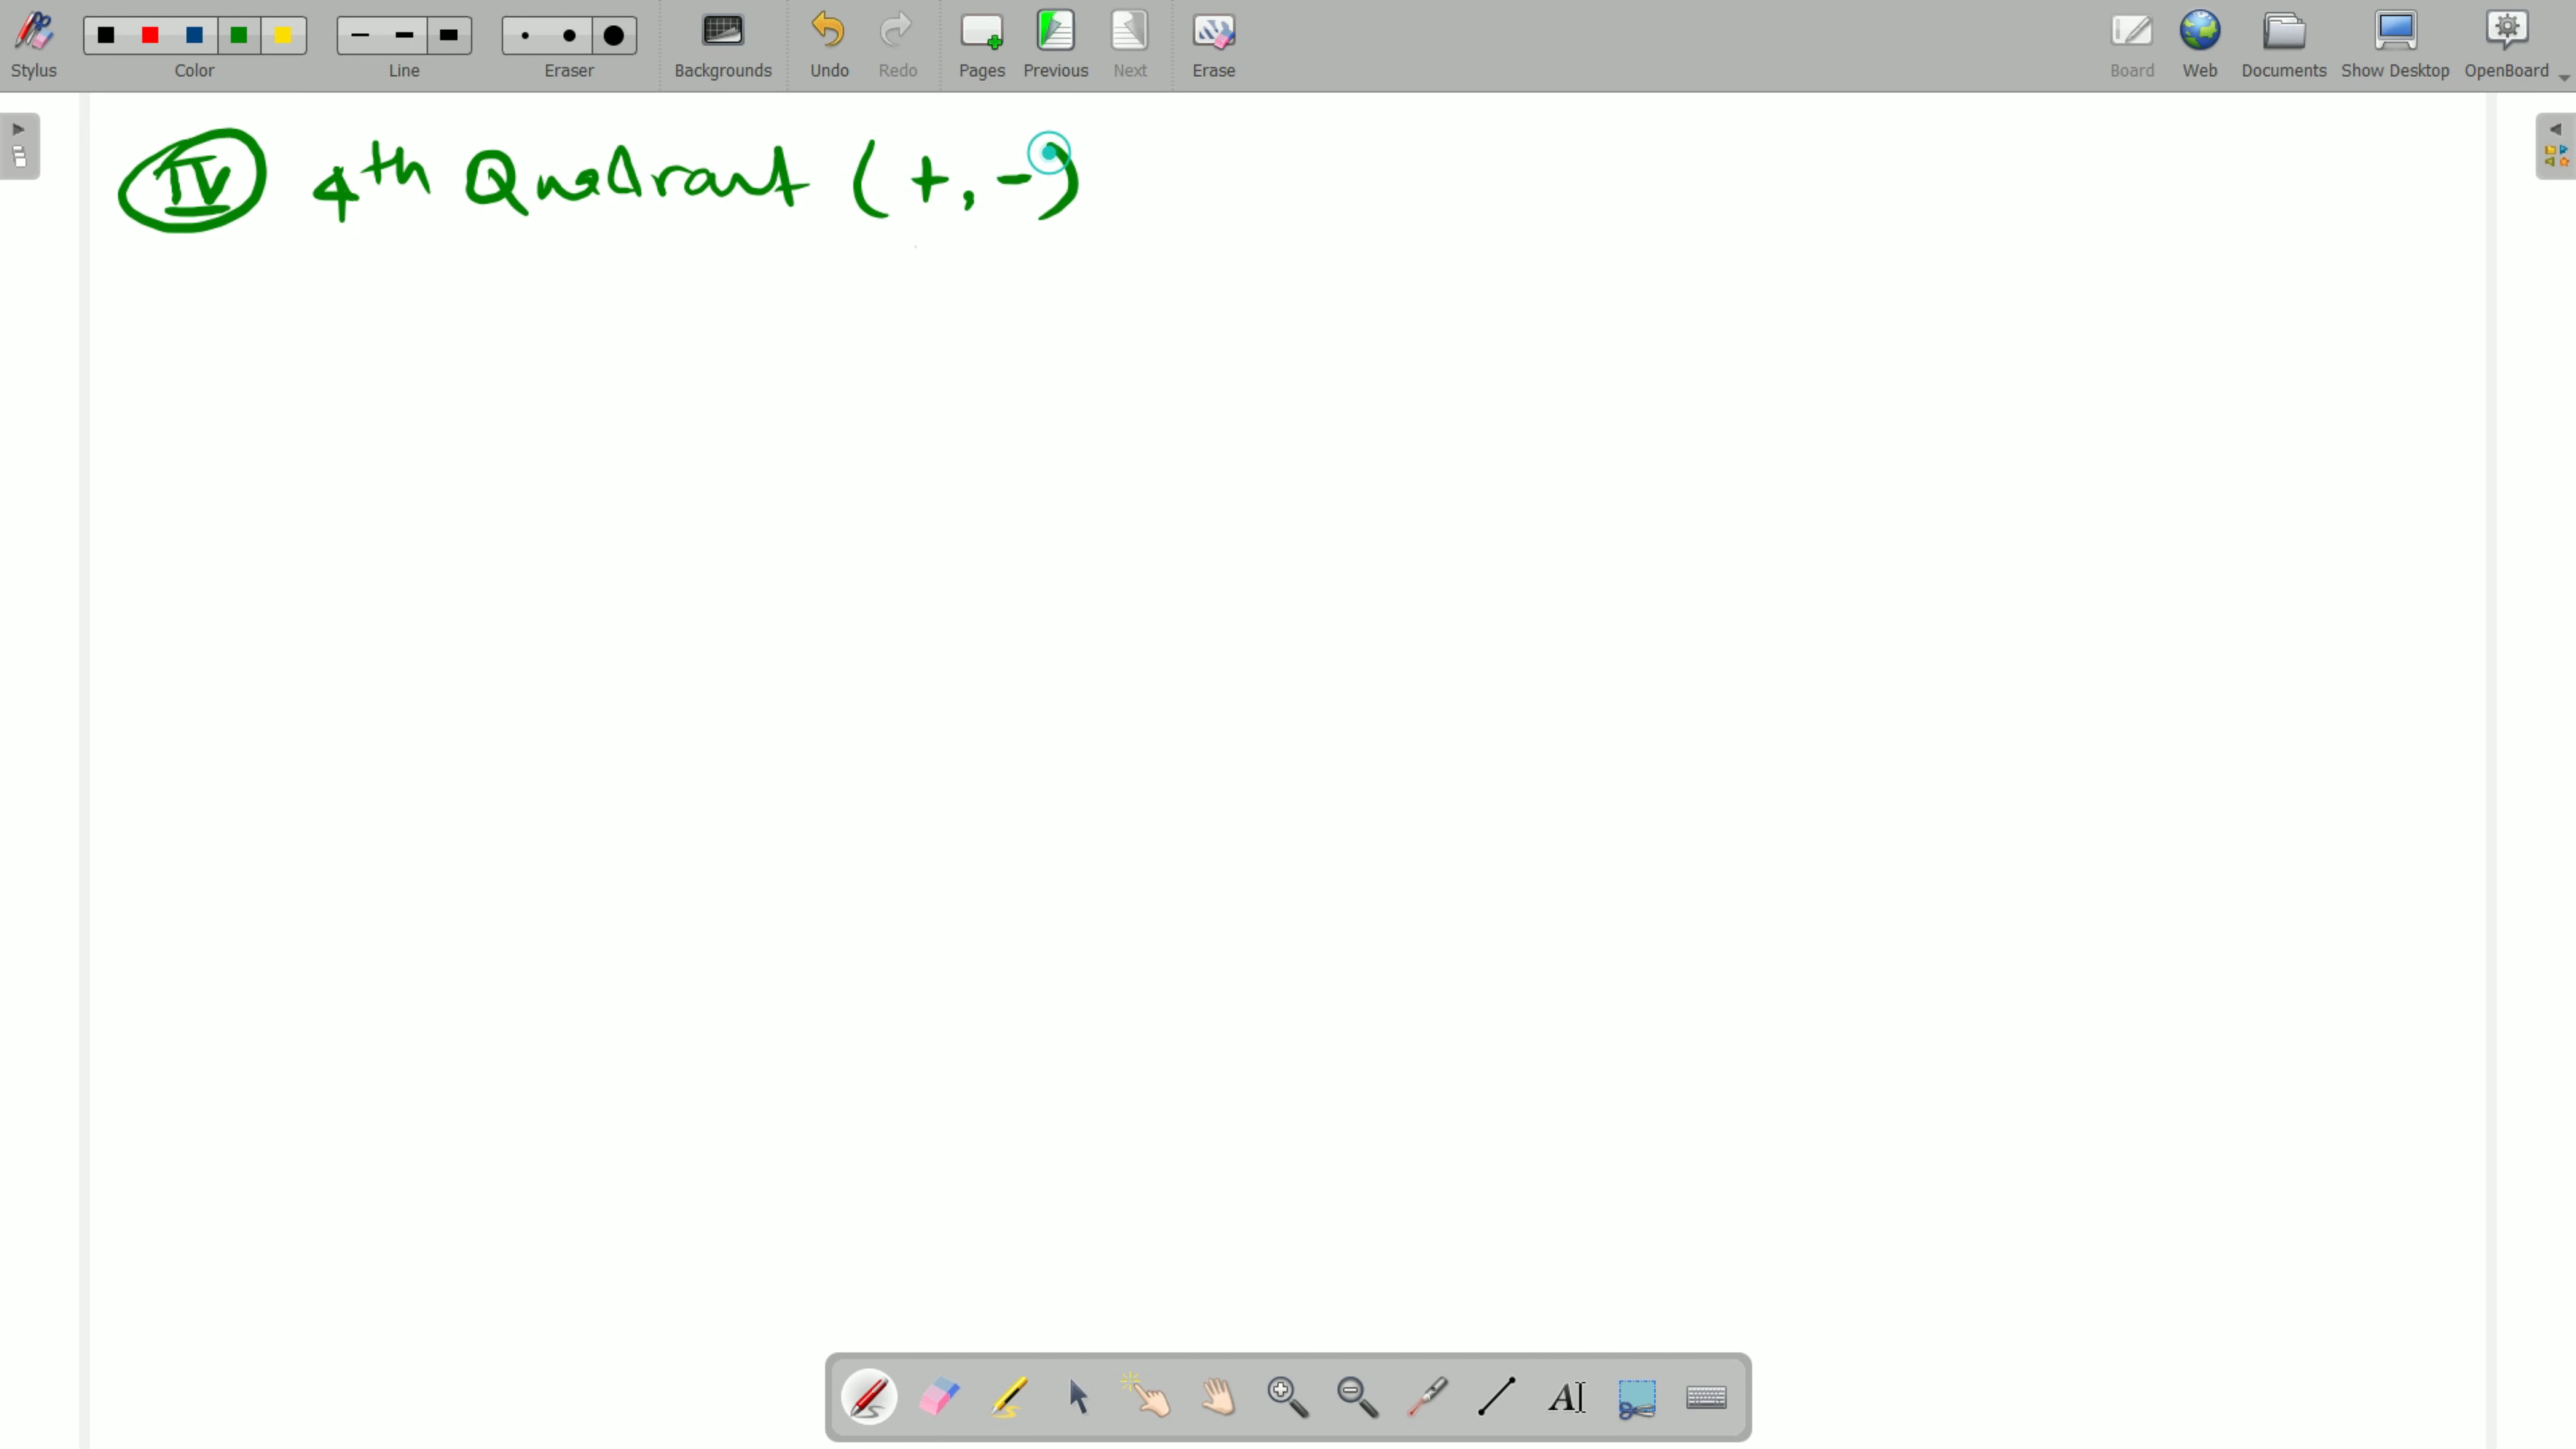 Stylus Color Line Eraser Backgrounds Undo Redo Pages Previous Next Erase Board Web Documents Show Desktop OpenBoard
IV 4th Quadrant (+, -)